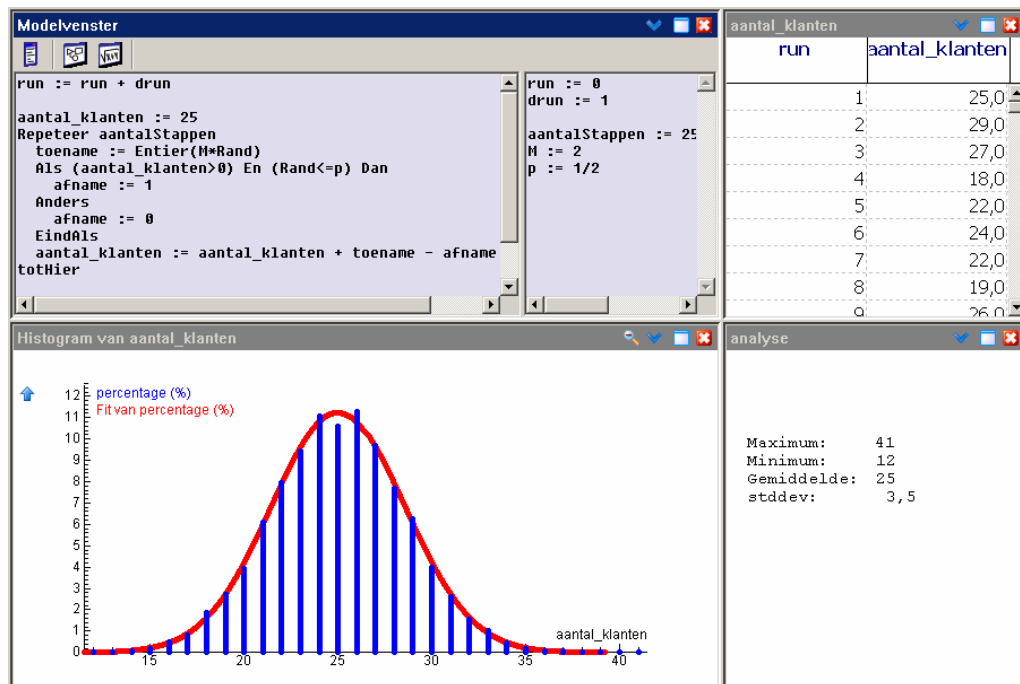 Modelvenster
run := run + drun
aantal_klanten := 25
Repeteer aantalStappen
toename := Entier(M*Rand)
Als (aantal_klanten>0) En (Rand<=p) Dan
afname := 1
Anders
afname := 0
EindAls
aantal_klanten := aantal_klanten + toename - afname
totHier
run := 0
drun := 1
aantalStappen := 25
M := 2
p := 1/2
aantal_klanten
run aantal_klanten
1 25,0
2 29,0
3 27,0
4 18,0
5 22,0
6 24,0
7 22,0
8 19,0
9 26,0
Histogram van aantal_klanten
percentage (%)
Fit van percentage (%)
12
11
10
9
8
7
6
5
4
3
2
1
0
15 20 25 30 35 40
aantal_klanten
analyse
Maximum: 41
Minimum: 12
Gemiddelde: 25
stddev: 3,5